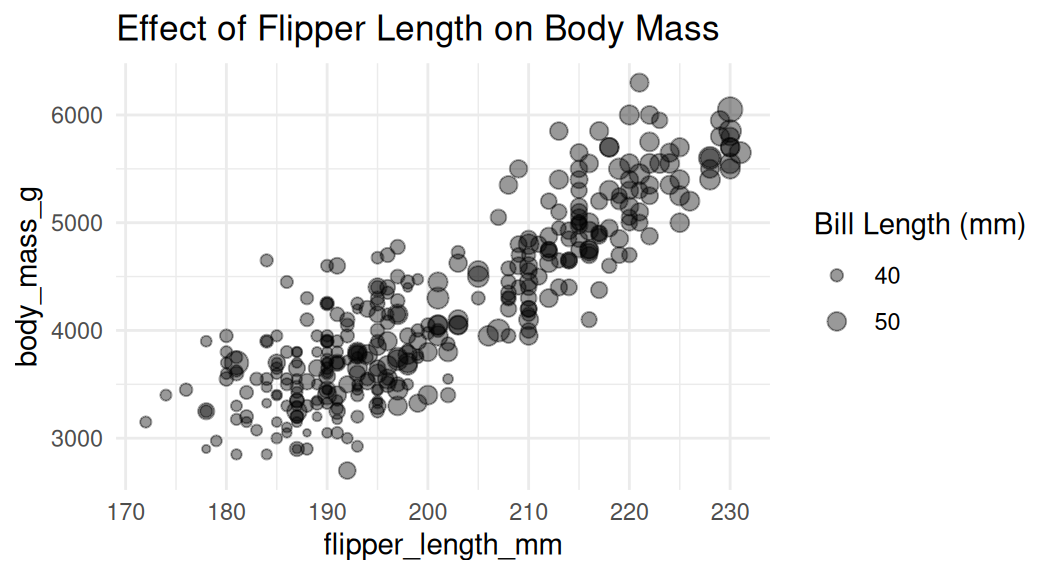 Effect of Flipper Length on Body Mass
body_mass_g
6000
5000
4000
3000
170 180 190 200 210 220 230
flipper_length_mm
Bill Length (mm)
40
50